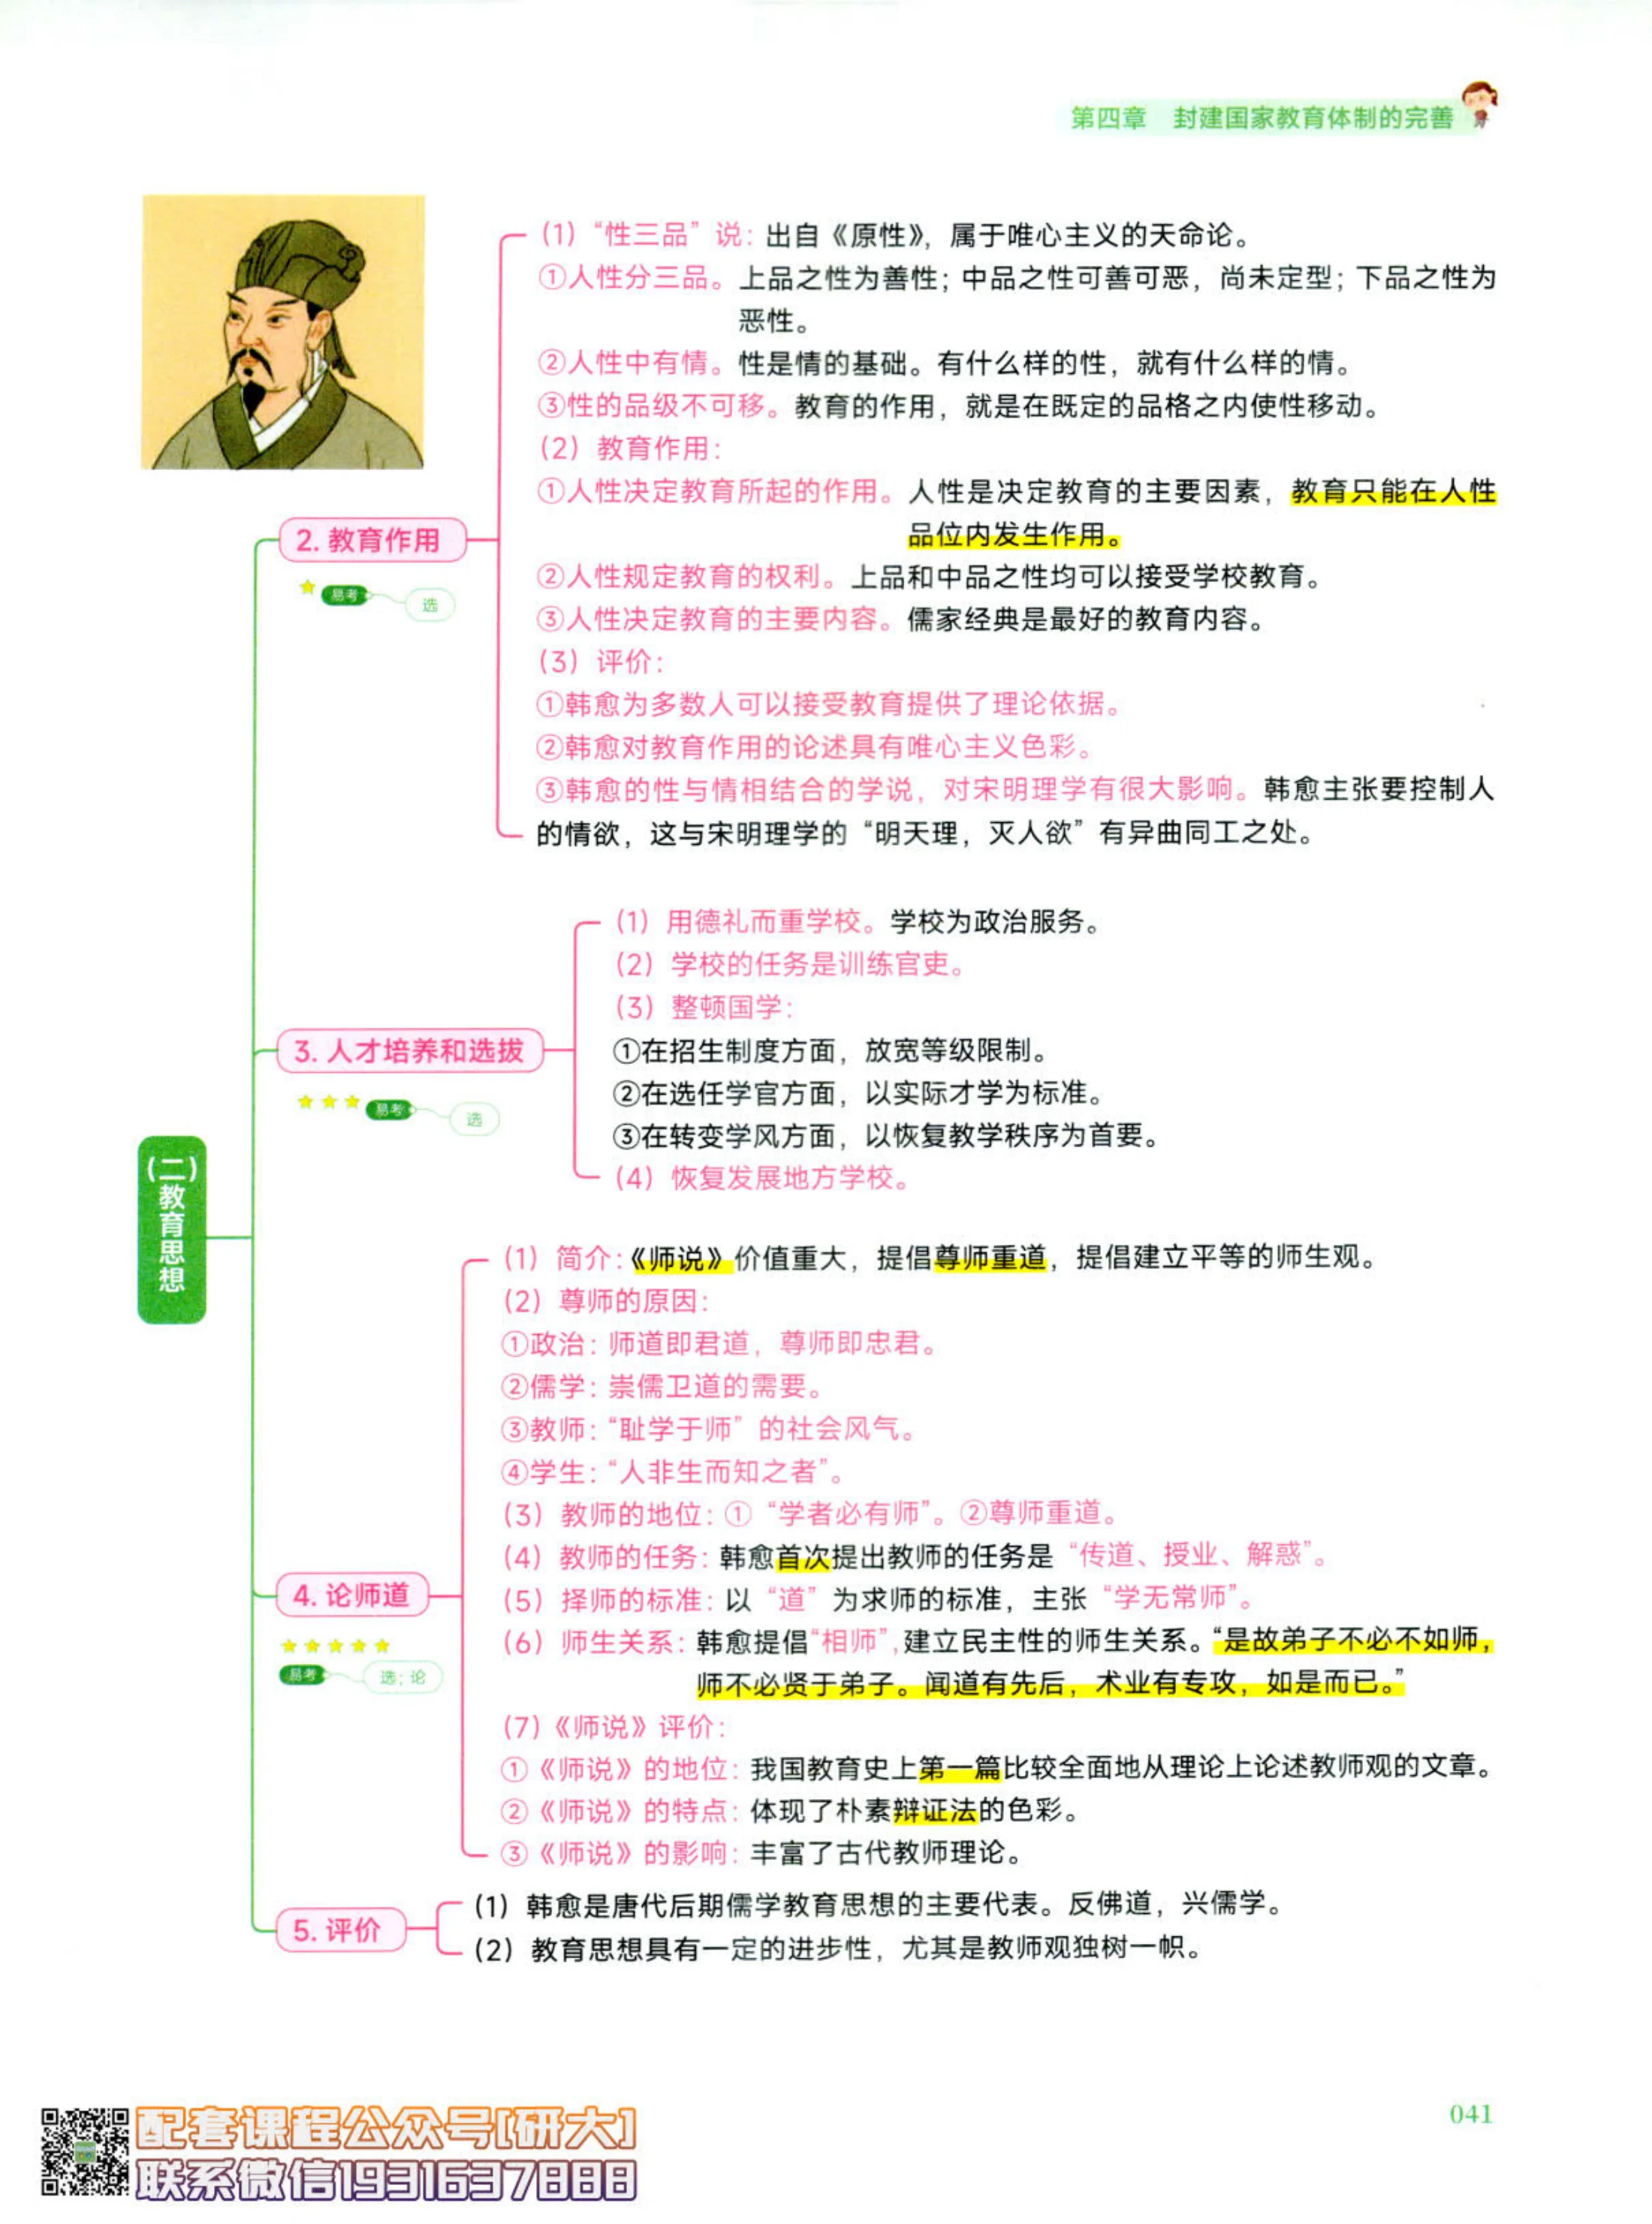 第四章 封建国家教育体制的完善
(1)“性三品”说：出自《原性》，属于唯心主义的天命论。
①人性分三品。上品之性为善性；中品之性可善可恶，尚未定型；下品之性为
恶性。
②人性中有情。性是情的基础。有什么样的性，就有什么样的情。
③性的品级不可移。教育的作用，就是在既定的品格之内使性移动。
(2) 教育作用：
①人性决定教育所起的作用。人性是决定教育的主要因素，教育只能在人性
品位内发生作用。
②人性规定教育的权利。上品和中品之性均可以接受学校教育。
③人性决定教育的主要内容。儒家经典是最好的教育内容。
(3) 评价：
①韩愈为多数人可以接受教育提供了理论依据。
②韩愈对教育作用的论述具有唯心主义色彩。
③韩愈的性与情相结合的学说，对宋明理学有很大影响。韩愈主张要控制人
的情欲，这与宋明理学的“明天理，灭人欲”有异曲同工之处。
2. 教育作用
易考 选
(1) 用德礼而重学校。学校为政治服务。
(2) 学校的任务是训练官吏。
(3) 整顿国学：
①在招生制度方面，放宽等级限制。
②在选任学官方面，以实际才学为标准。
③在转变学风方面，以恢复教学秩序为首要。
(4) 恢复发展地方学校。
3. 人才培养和选拔
易考 选
(二)教育思想
(1) 简介：《师说》价值重大，提倡尊师重道，提倡建立平等的师生观。
(2) 尊师的原因：
①政治：师道即君道，尊师即忠君。
②儒学：崇儒卫道的需要。
③教师：“耻学于师”的社会风气。
④学生：“人非生而知之者”。
(3) 教师的地位：①“学者必有师”。②尊师重道。
(4) 教师的任务：韩愈首次提出教师的任务是“传道、授业、解惑”。
(5) 择师的标准：以“道”为求师的标准，主张“学无常师”。
(6) 师生关系：韩愈提倡“相师”，建立民主性的师生关系。“是故弟子不必不如师，
师不必贤于弟子。闻道有先后，术业有专攻，如是而已。”
(7)《师说》评价：
①《师说》的地位：我国教育史上第一篇比较全面地从理论上论述教师观的文章。
②《师说》的特点：体现了朴素辩证法的色彩。
③《师说》的影响：丰富了古代教师理论。
4. 论师道
易考 选；论
(1) 韩愈是唐代后期儒学教育思想的主要代表。反佛道，兴儒学。
(2) 教育思想具有一定的进步性，尤其是教师观独树一帜。
5. 评价
041
配套课程公众号[研大]
联系微信1931637888